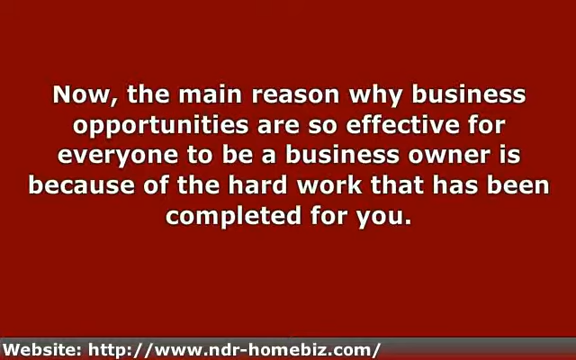 Now, the main reason why business
opportunities are so effective for
everyone to be a business owner is
because of the hard work that has been
completed for you.
Website: http://www.ndr-homebiz.com/